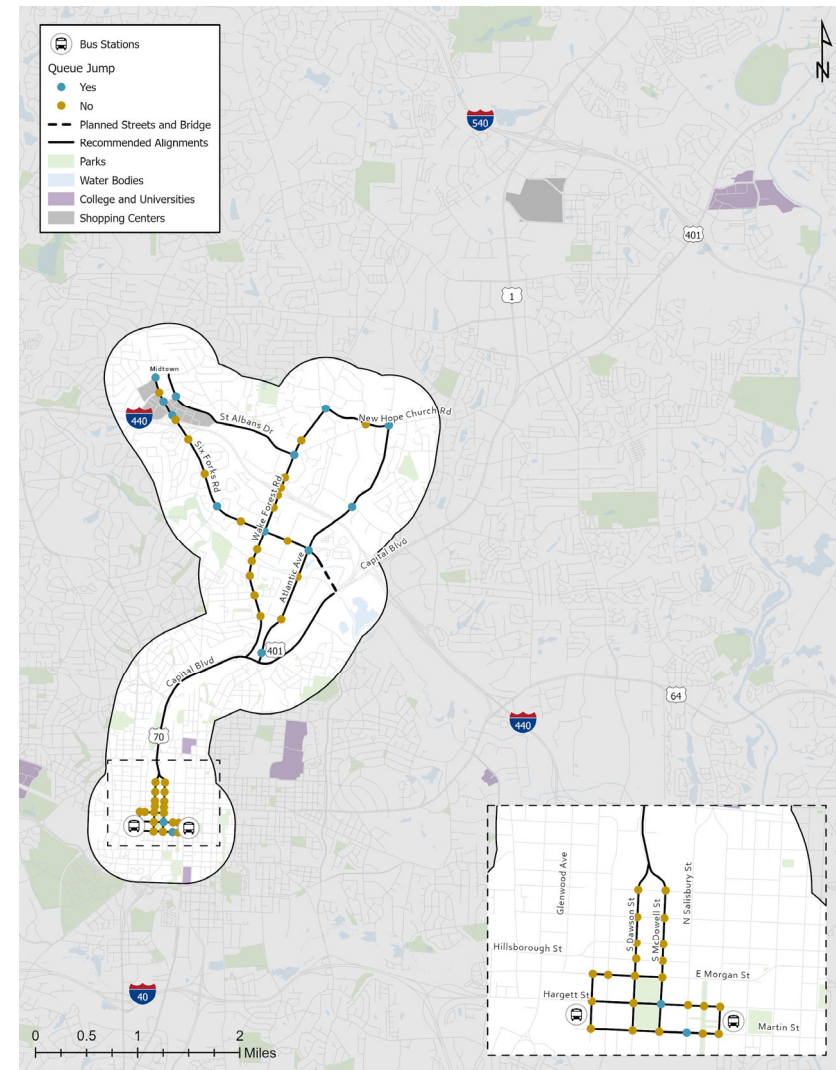 Bus Stations
Queue Jump
Yes
No
Planned Streets and Bridge
Recommended Alignments
Parks
Water Bodies
College and Universities
Shopping Centers
N
540
401
1
Midtown
440
St Albans Dr
New Hope Church Rd
Six Forks Rd
Wake Forest Rd
Atlantic Ave
Capital Blvd
401
Capital Blvd
64
70
440
40
Glenwood Ave
N Salisbury St
S Dawson St
S McDowell St
Hillsborough St
E Morgan St
Hargett St
Martin St
0 0.5 1 2
Miles